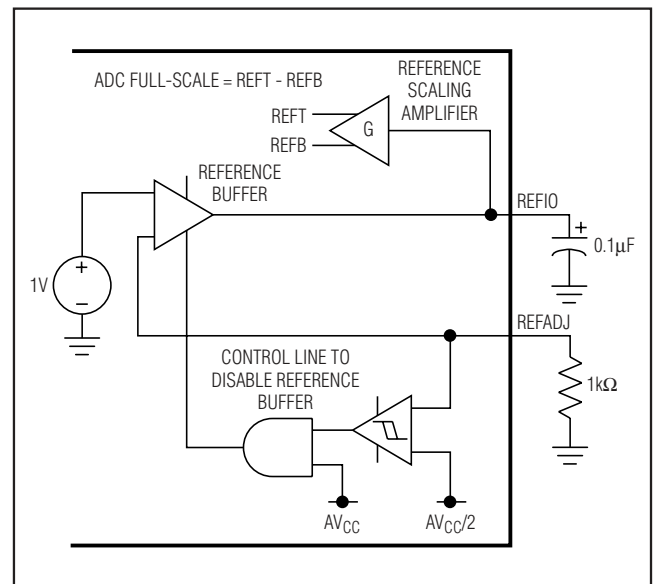 ADC FULL-SCALE = REFT - REFB
REFERENCE
SCALING
AMPLIFIER
REFT
REFB
G
REFERENCE
BUFFER
REFIO
+
0.1µF
1V
+
−
REFADJ
CONTROL LINE TO
DISABLE REFERENCE
BUFFER
1kΩ
AVCC
AVCC/2